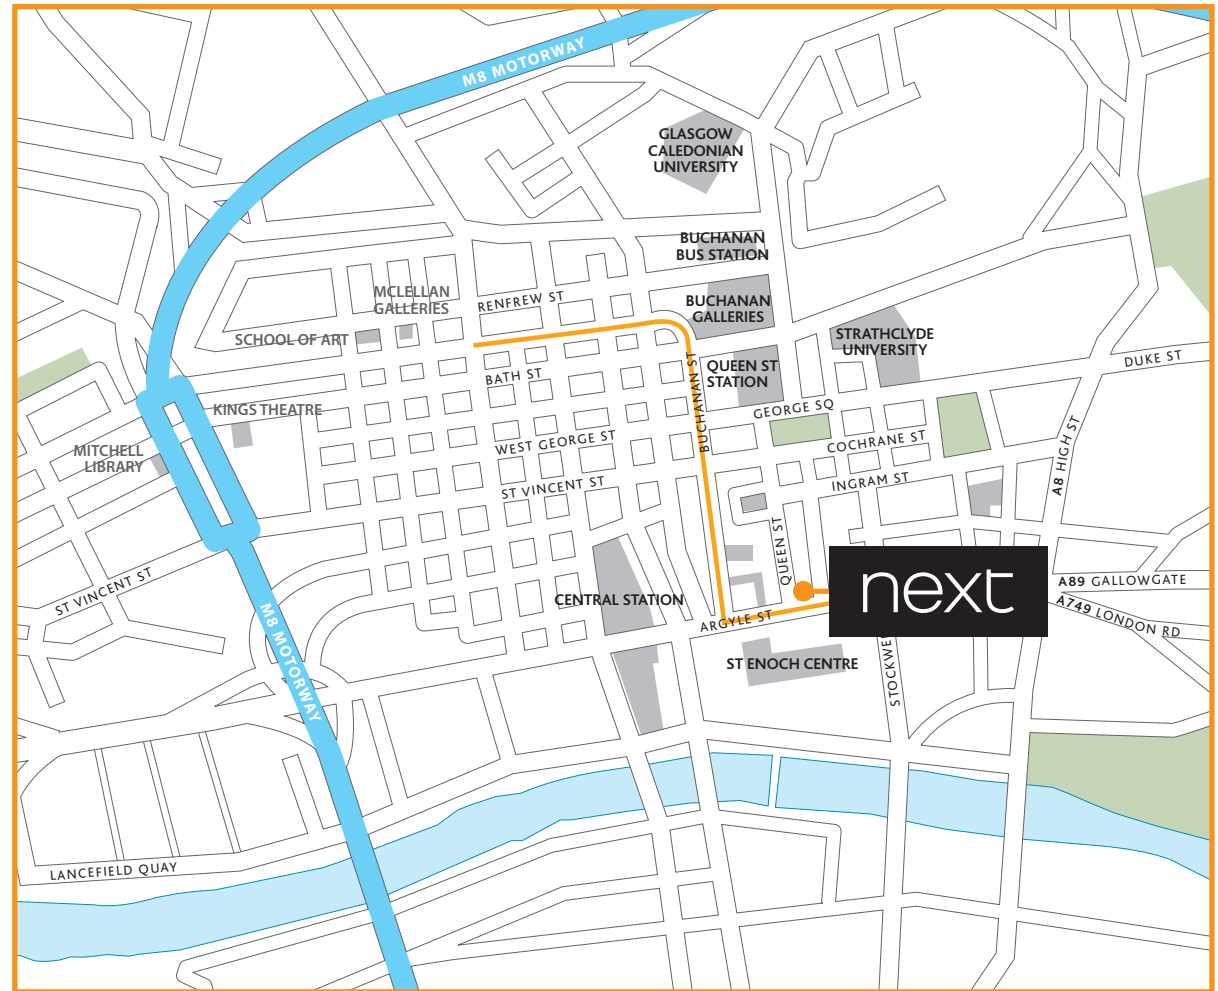 M8 MOTORWAY
GLASGOW
CALEDONIAN
UNIVERSITY
BUCHANAN
BUS STATION
MCLELLAN
GALLERIES
RENFREW ST
BUCHANAN
GALLERIES
SCHOOL OF ART
STRATHCLYDE
UNIVERSITY
DUKE ST
BATH ST
QUEEN ST
STATION
BUCHANAN ST
KINGS THEATRE
GEORGE SQ
MITCHELL
LIBRARY
WEST GEORGE ST
COCHRANE ST
A8 HIGH ST
ST VINCENT ST
INGRAM ST
QUEEN ST
ST VINCENT ST
next
A89 GALLOWGATE
CENTRAL STATION
A749 LONDON RD
ARGYLE ST
M8 MOTORWAY
ST ENOCH CENTRE
STOCKWE
LANCEFIELD QUAY